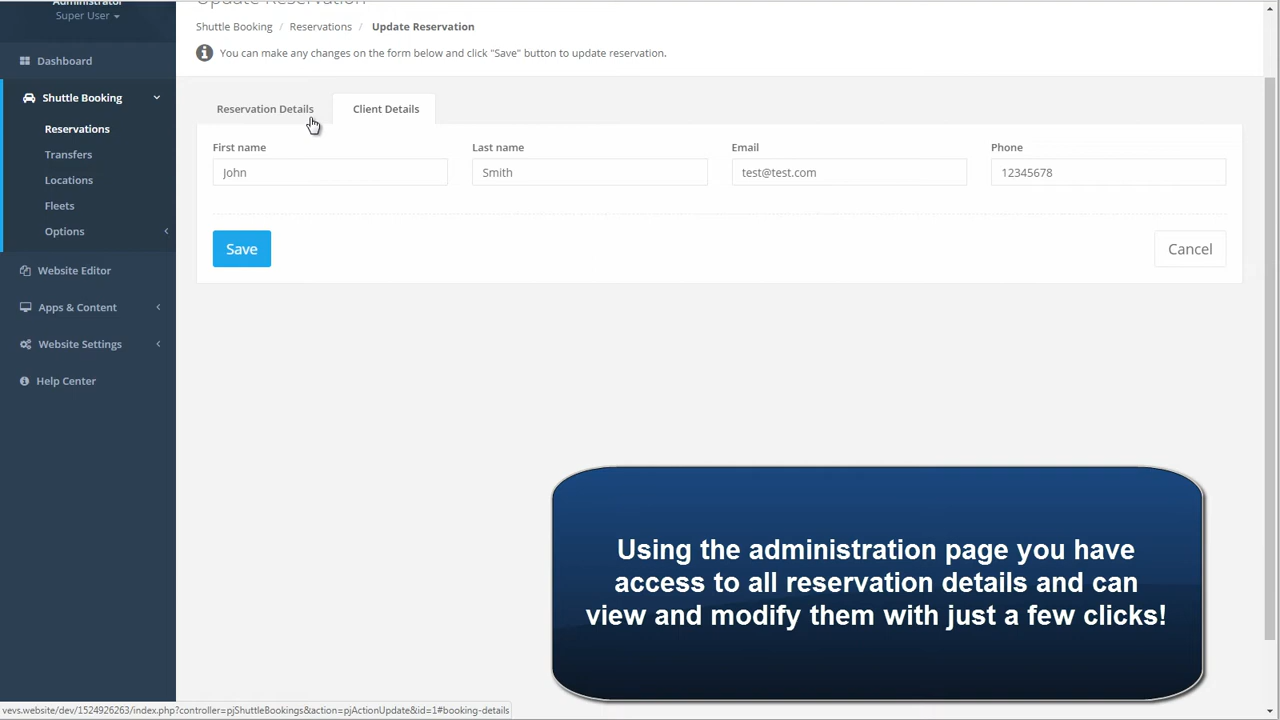 Administrator
Super User
Dashboard
Shuttle Booking
Reservations
Transfers
Locations
Fleets
Options
Website Editor
Apps & Content
Website Settings
Help Center
Update Reservation
Shuttle Booking / Reservations / Update Reservation
You can make any changes on the form below and click "Save" button to update reservation.
Reservation Details Client Details
First name Last name Email Phone
John Smith test@test.com 12345678
Save Cancel
Using the administration page you have
access to all reservation details and can
view and modify them with just a few clicks!
vevs.website/dev/1524926263/index.php?controller=pjShuttleBookings&action=pjActionUpdate&id=1#booking-details